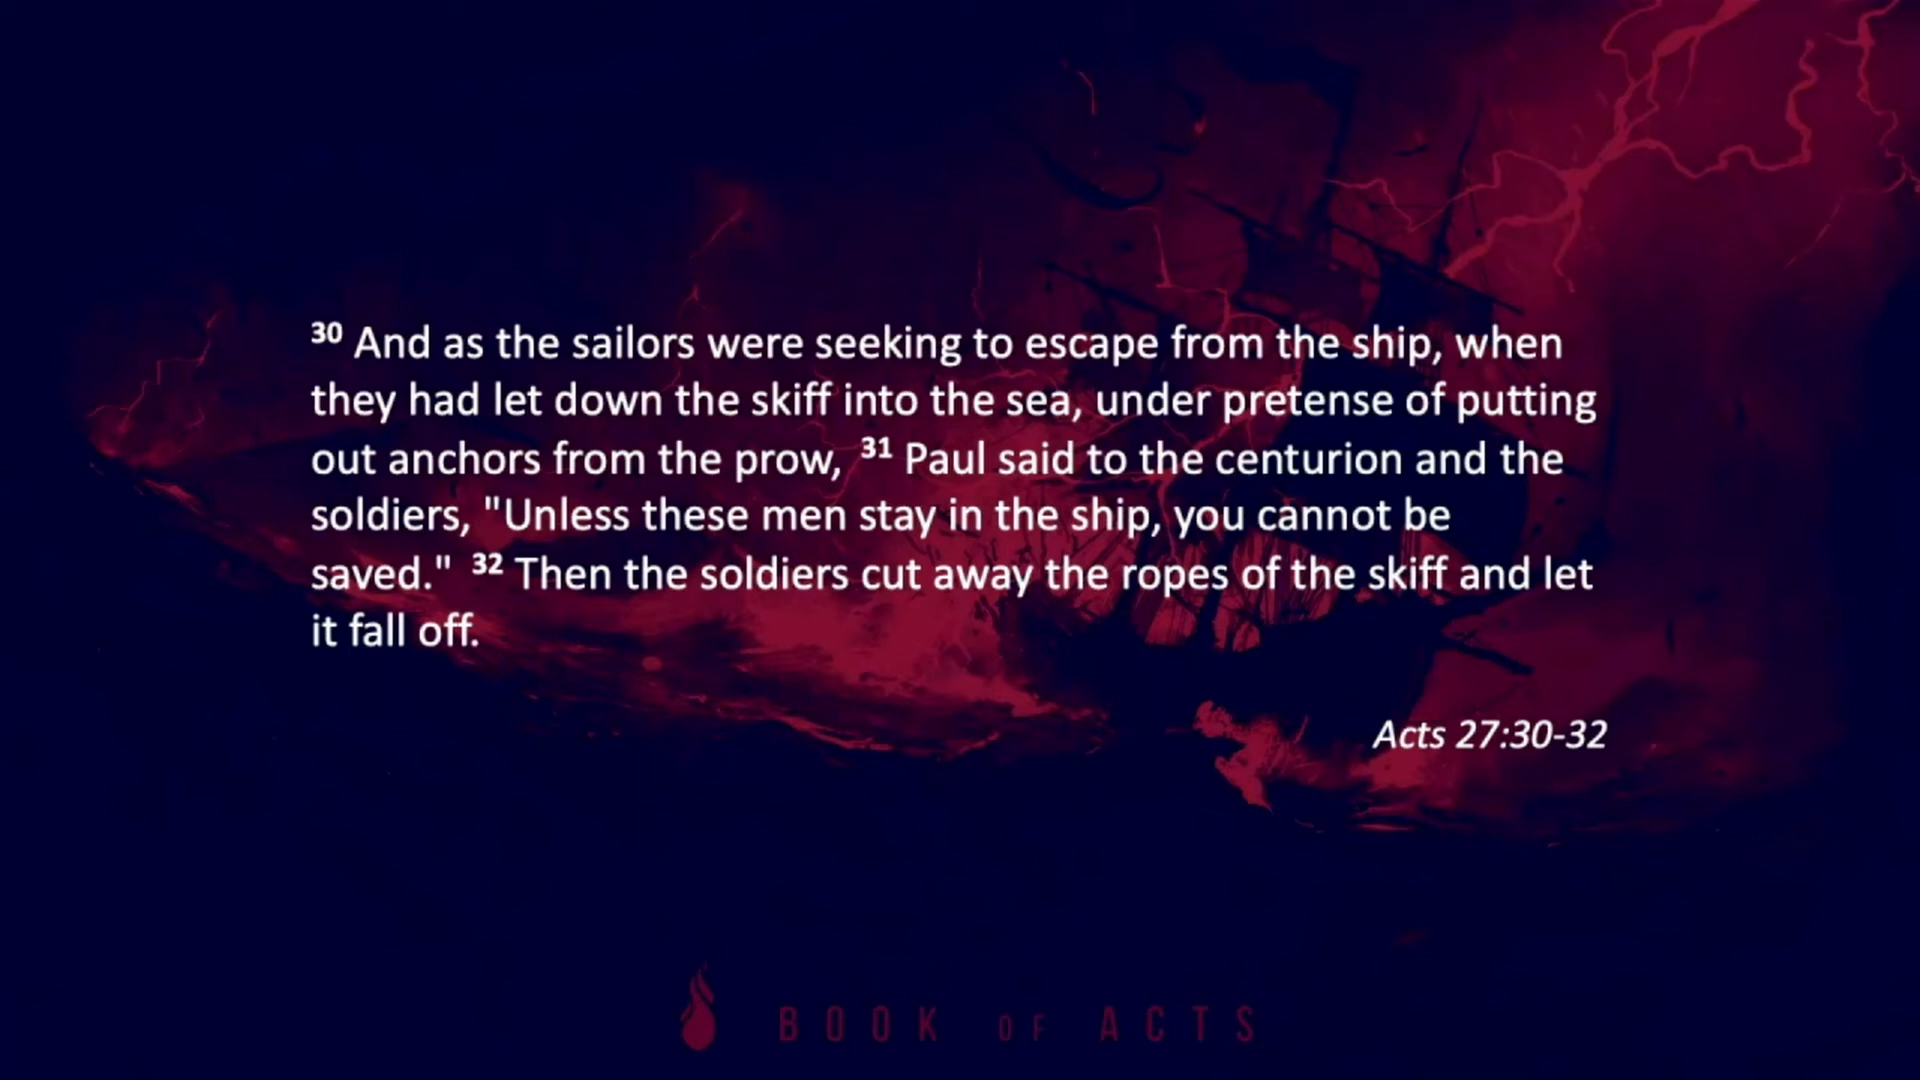 30 And as the sailors were seeking to escape from the ship, when
they had let down the skiff into the sea, under pretense of putting
out anchors from the prow, 31 Paul said to the centurion and the
soldiers, "Unless these men stay in the ship, you cannot be
saved." 32 Then the soldiers cut away the ropes of the skiff and let
it fall off.
Acts 27:30-32
BOOK OF ACTS